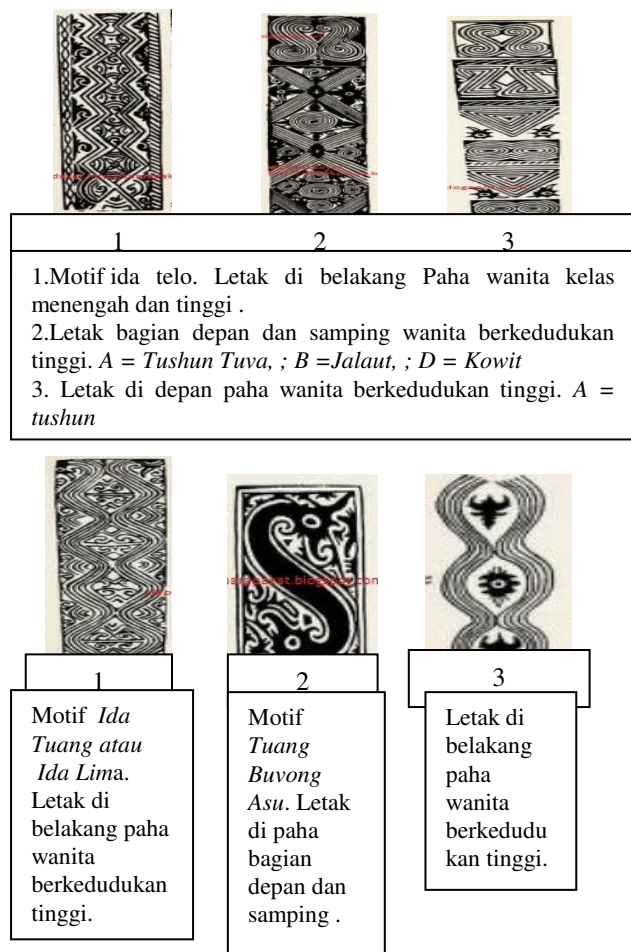 1 2 3
1.Motif ida telo. Letak di belakang Paha wanita kelas
menengah dan tinggi .
2.Letak bagian depan dan samping wanita berkedudukan
tinggi. A = Tushun Tuva, ; B =Jalaut, ; D = Kowit
3. Letak di depan paha wanita berkedudukan tinggi. A =
tushun
1
Motif Ida
Tuang atau
Ida Lima.
Letak di
belakang paha
wanita
berkedudukan
tinggi.
2
Motif
Tuang
Buvong
Asu. Letak
di paha
bagian
depan dan
samping .
3
Letak di
belakang
paha
wanita
berkedudu
kan tinggi.